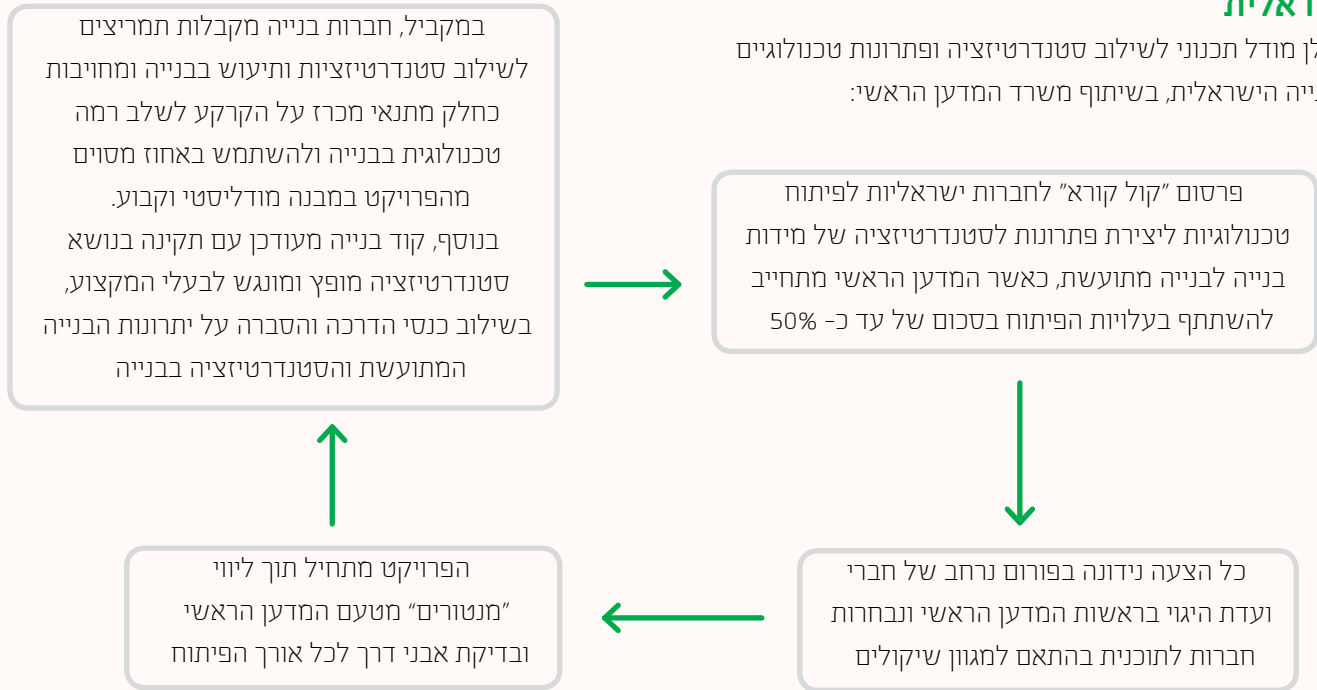 להלן מודל תכנוני לשילוב סטנדרטיזציה ופתרונות טכנולוגיים
הישראלית, בשיתוף משרד המדען הראשי:
פרסום "קול קורא" לחברות ישראליות לפיתוח
טכנולוגיות ליצירת פתרונות לסטנדרטיזציה של מידות
בנייה לבנייה מתועשת, כאשר המדען הראשי מתחייב
להשתתף בעלויות הפיתוח בסכום של עד כ- 50%
כל הצעה נידונה בפורום נרחב של חברי
ועדת היגוי בראשות המדען הראשי ונבחרות
חברות לתוכנית בהתאם למגוון שיקולים
הפרויקט מתחיל תוך ליווי
"מנטורים" מטעם המדען הראשי
ובדיקת אבני דרך לכל אורך הפיתוח
במקביל, חברות בנייה מקבלות תמריצים
לשילוב סטנדרטיזציות ותיעוש בבנייה ומחויבות
כחלק מתנאי מכרז על הקרקע לשלב רמה
טכנולוגית בבנייה ולהשתמש באחוז מסוים
מהפרויקט במבנה מודליסטי וקבוע.
בנוסף, קוד בנייה מעודכן עם תקינה בנושא
סטנדרטיזציה מופץ ומונגש לבעלי המקצוע,
בשילוב כנסי הדרכה והסברה על יתרונות הבנייה
המתועשת והסטנדרטיזציה בבנייה